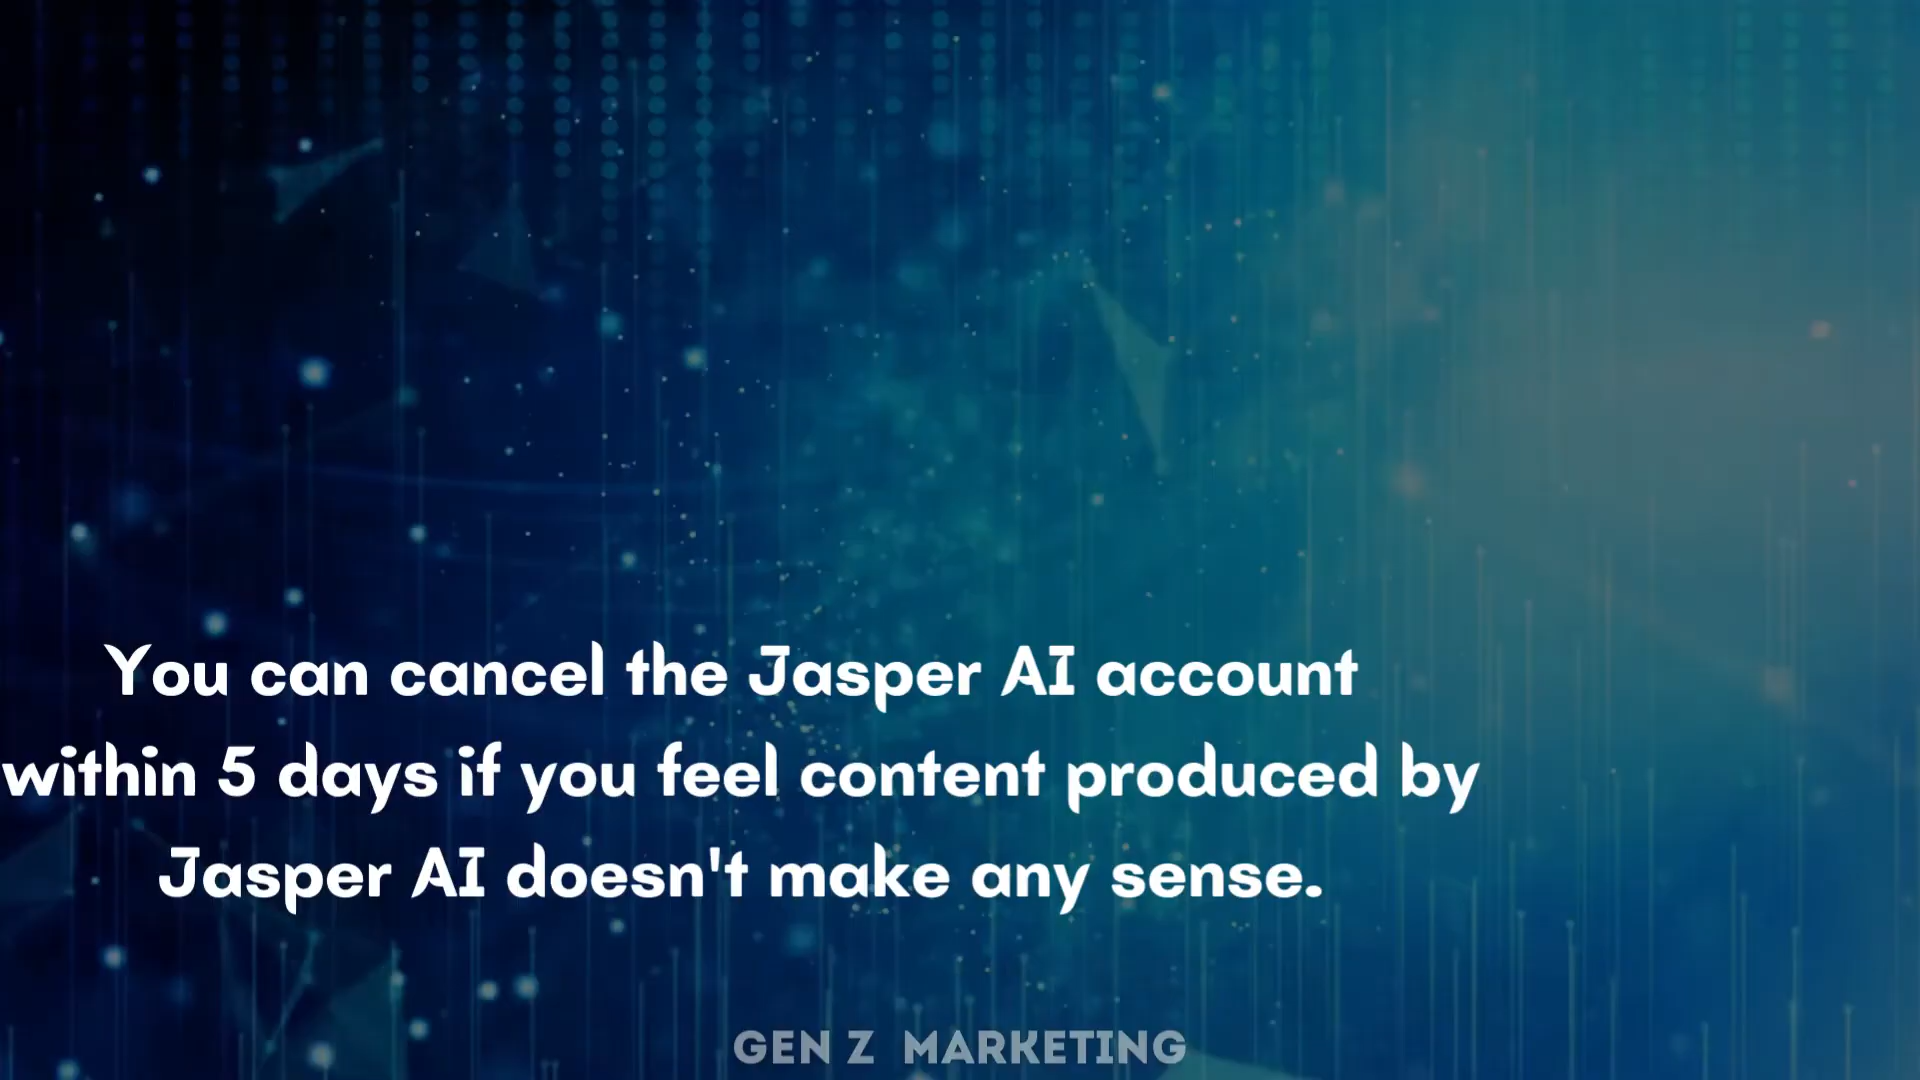 You can cancel the Jasper AI account
within 5 days if you feel content produced by
Jasper AI doesn't make any sense.
GEN Z MARKETING